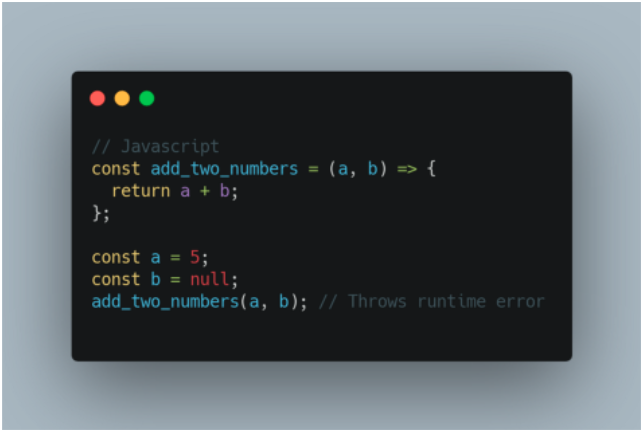 // Javascript
const add_two_numbers = (a, b) => {
  return a + b;
};

const a = 5;
const b = null;
add_two_numbers(a, b); // Throws runtime error